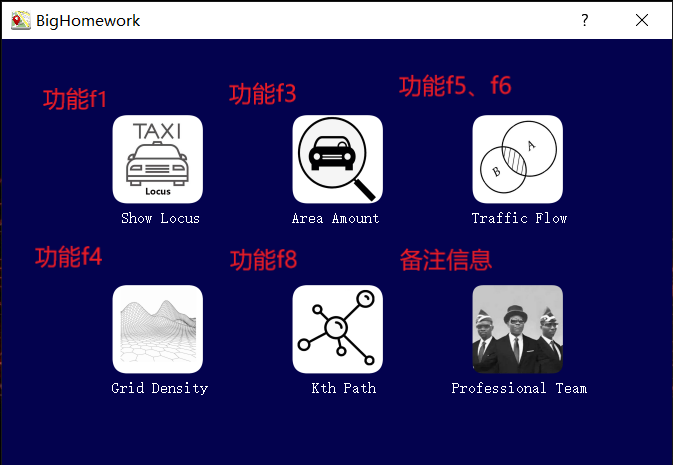 BigHomework
?
功能f1
功能f3
功能f5、f6
TAXI
Locus
A
B
Show Locus
Area Amount
Traffic Flow
功能f4
功能f8
备注信息
Grid Density
Kth Path
Professional Team